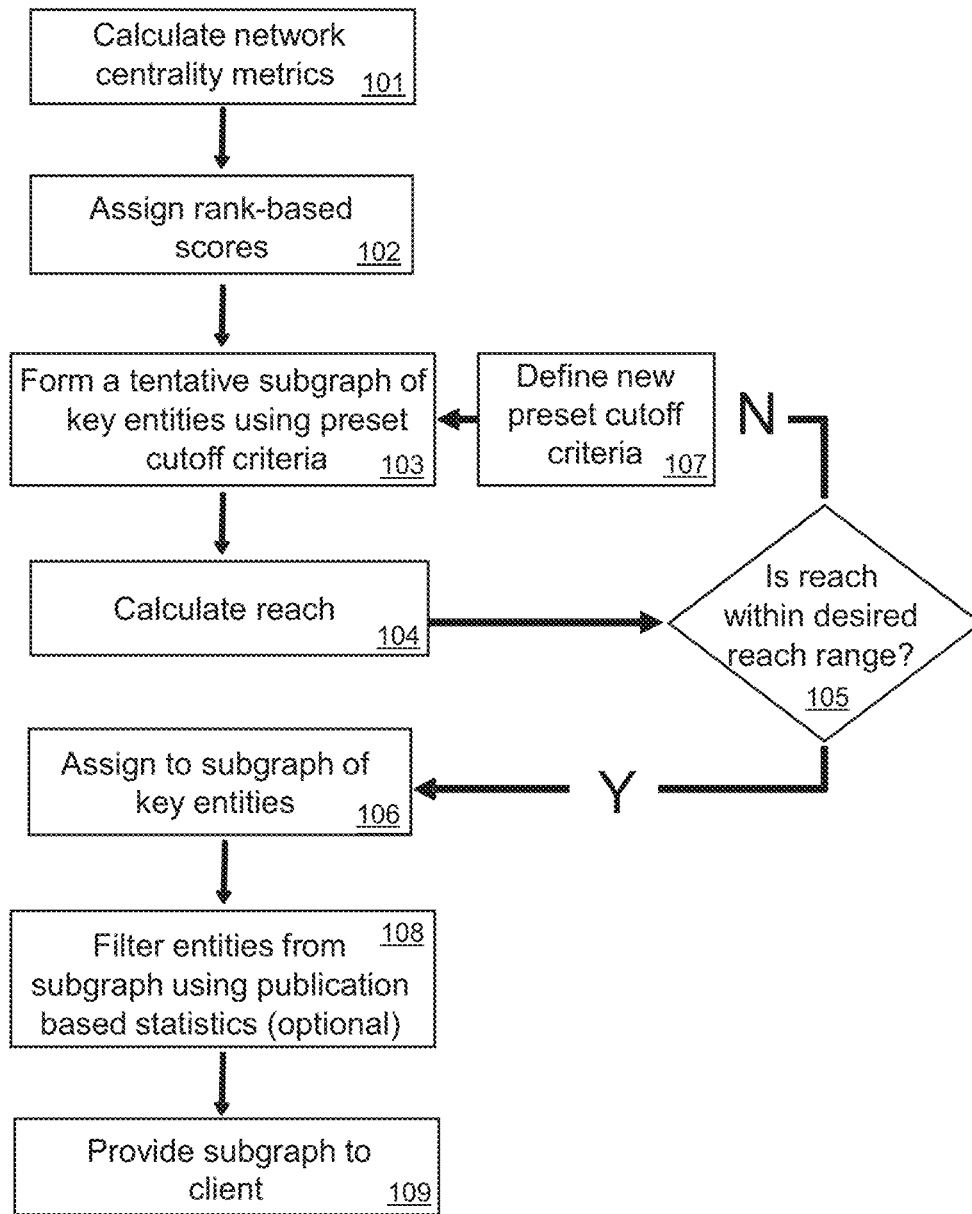 Calculate network
centrality metrics
101
Assign rank-based
scores
102
Form a tentative subgraph of
key entities using preset
cutoff criteria
103
Define new
preset cutoff
criteria
107
N
Calculate reach
104
Is reach
within desired
reach range?
105
Assign to subgraph of
key entities
106
Y
108
Filter entities from
subgraph using publication
based statistics (optional)
Provide subgraph to
client
109